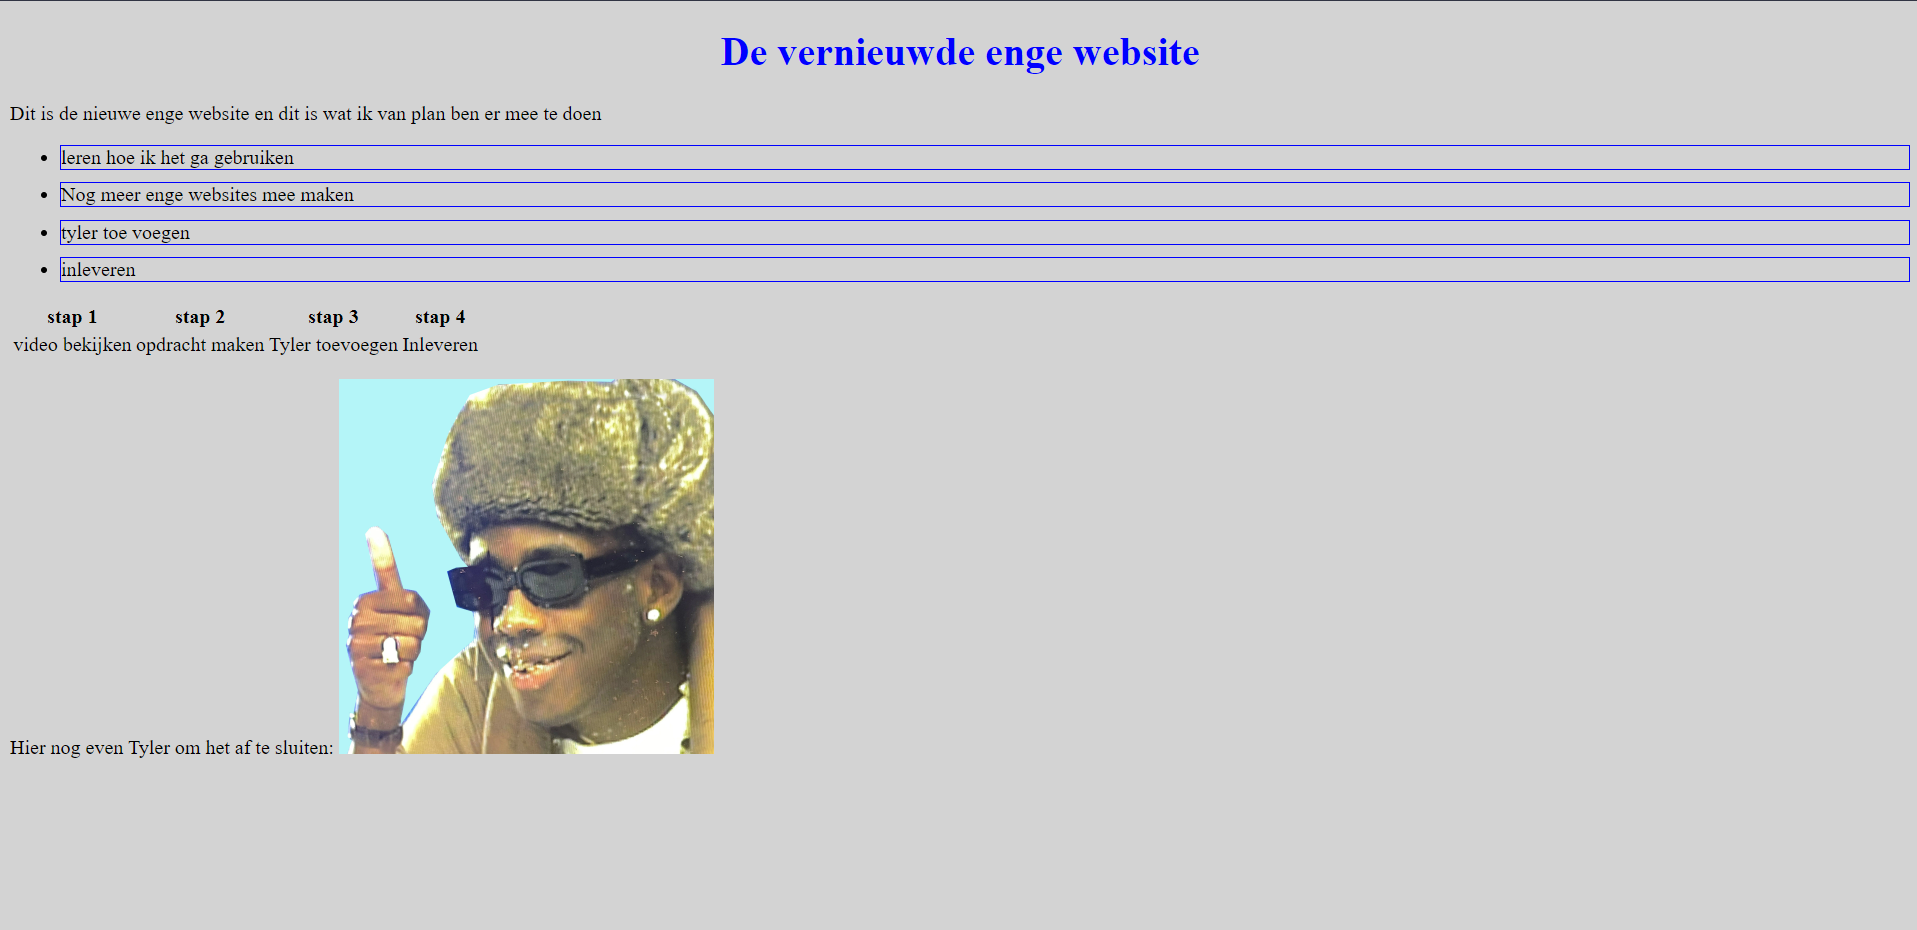 De vernieuwde enge website
Dit is de nieuwe enge website en dit is wat ik van plan ben er mee te doen
leren hoe ik het ga gebruiken
Nog meer enge websites mee maken
tyler toe voegen
inleveren
stap 1 stap 2 stap 3 stap 4
video bekijken opdracht maken Tyler toevoegen Inleveren
Hier nog even Tyler om het af te sluiten: